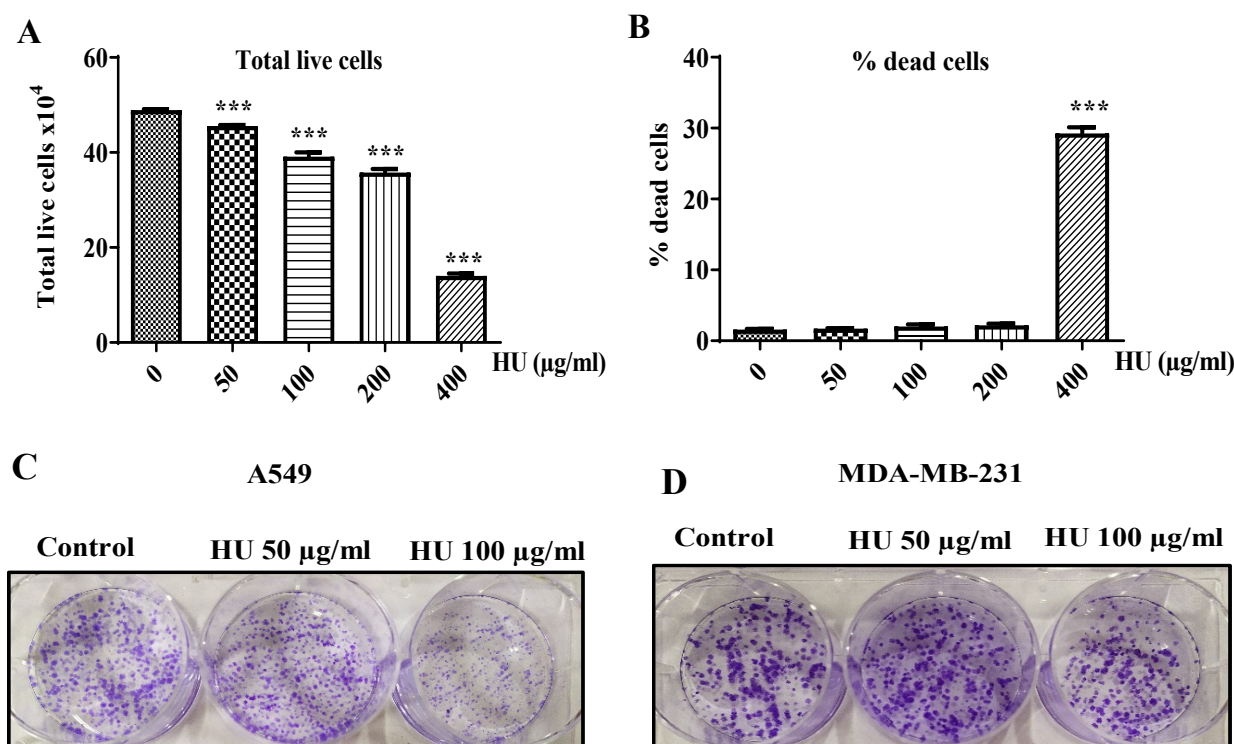 A
Total live cells
Total live cells x10⁴
60
40
20
0
***
***
***
***
0
50
100
200
400
HU (µg/ml)
B
% dead cells
% dead cells
40
30
20
10
0
***
0
50
100
200
400
HU (µg/ml)
C
A549
Control
HU 50 µg/ml
HU 100 µg/ml
D
MDA-MB-231
Control
HU 50 µg/ml
HU 100 µg/ml